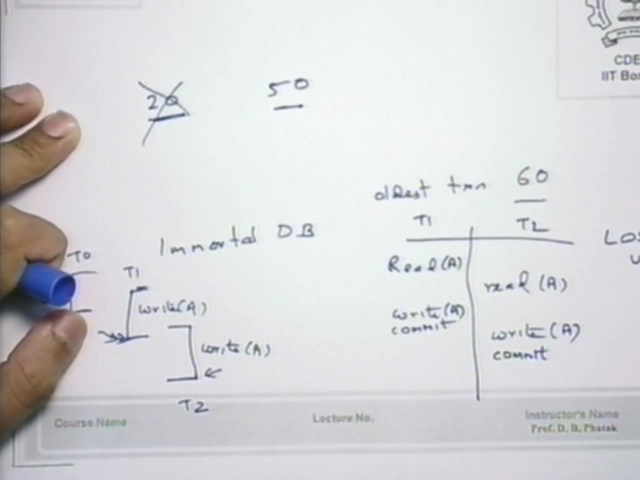 CDE
IIT Bo
20 50
oldest txn 60
T1 T2
Immortal DB
LOS
U
T0
T1
Read(A)
read (A)
write(A)
write(A)
commit
write(A)
write(A)
commit
T2
Course Name
Lecture No.
Instructor's Name
Prof. D. B. Phatak